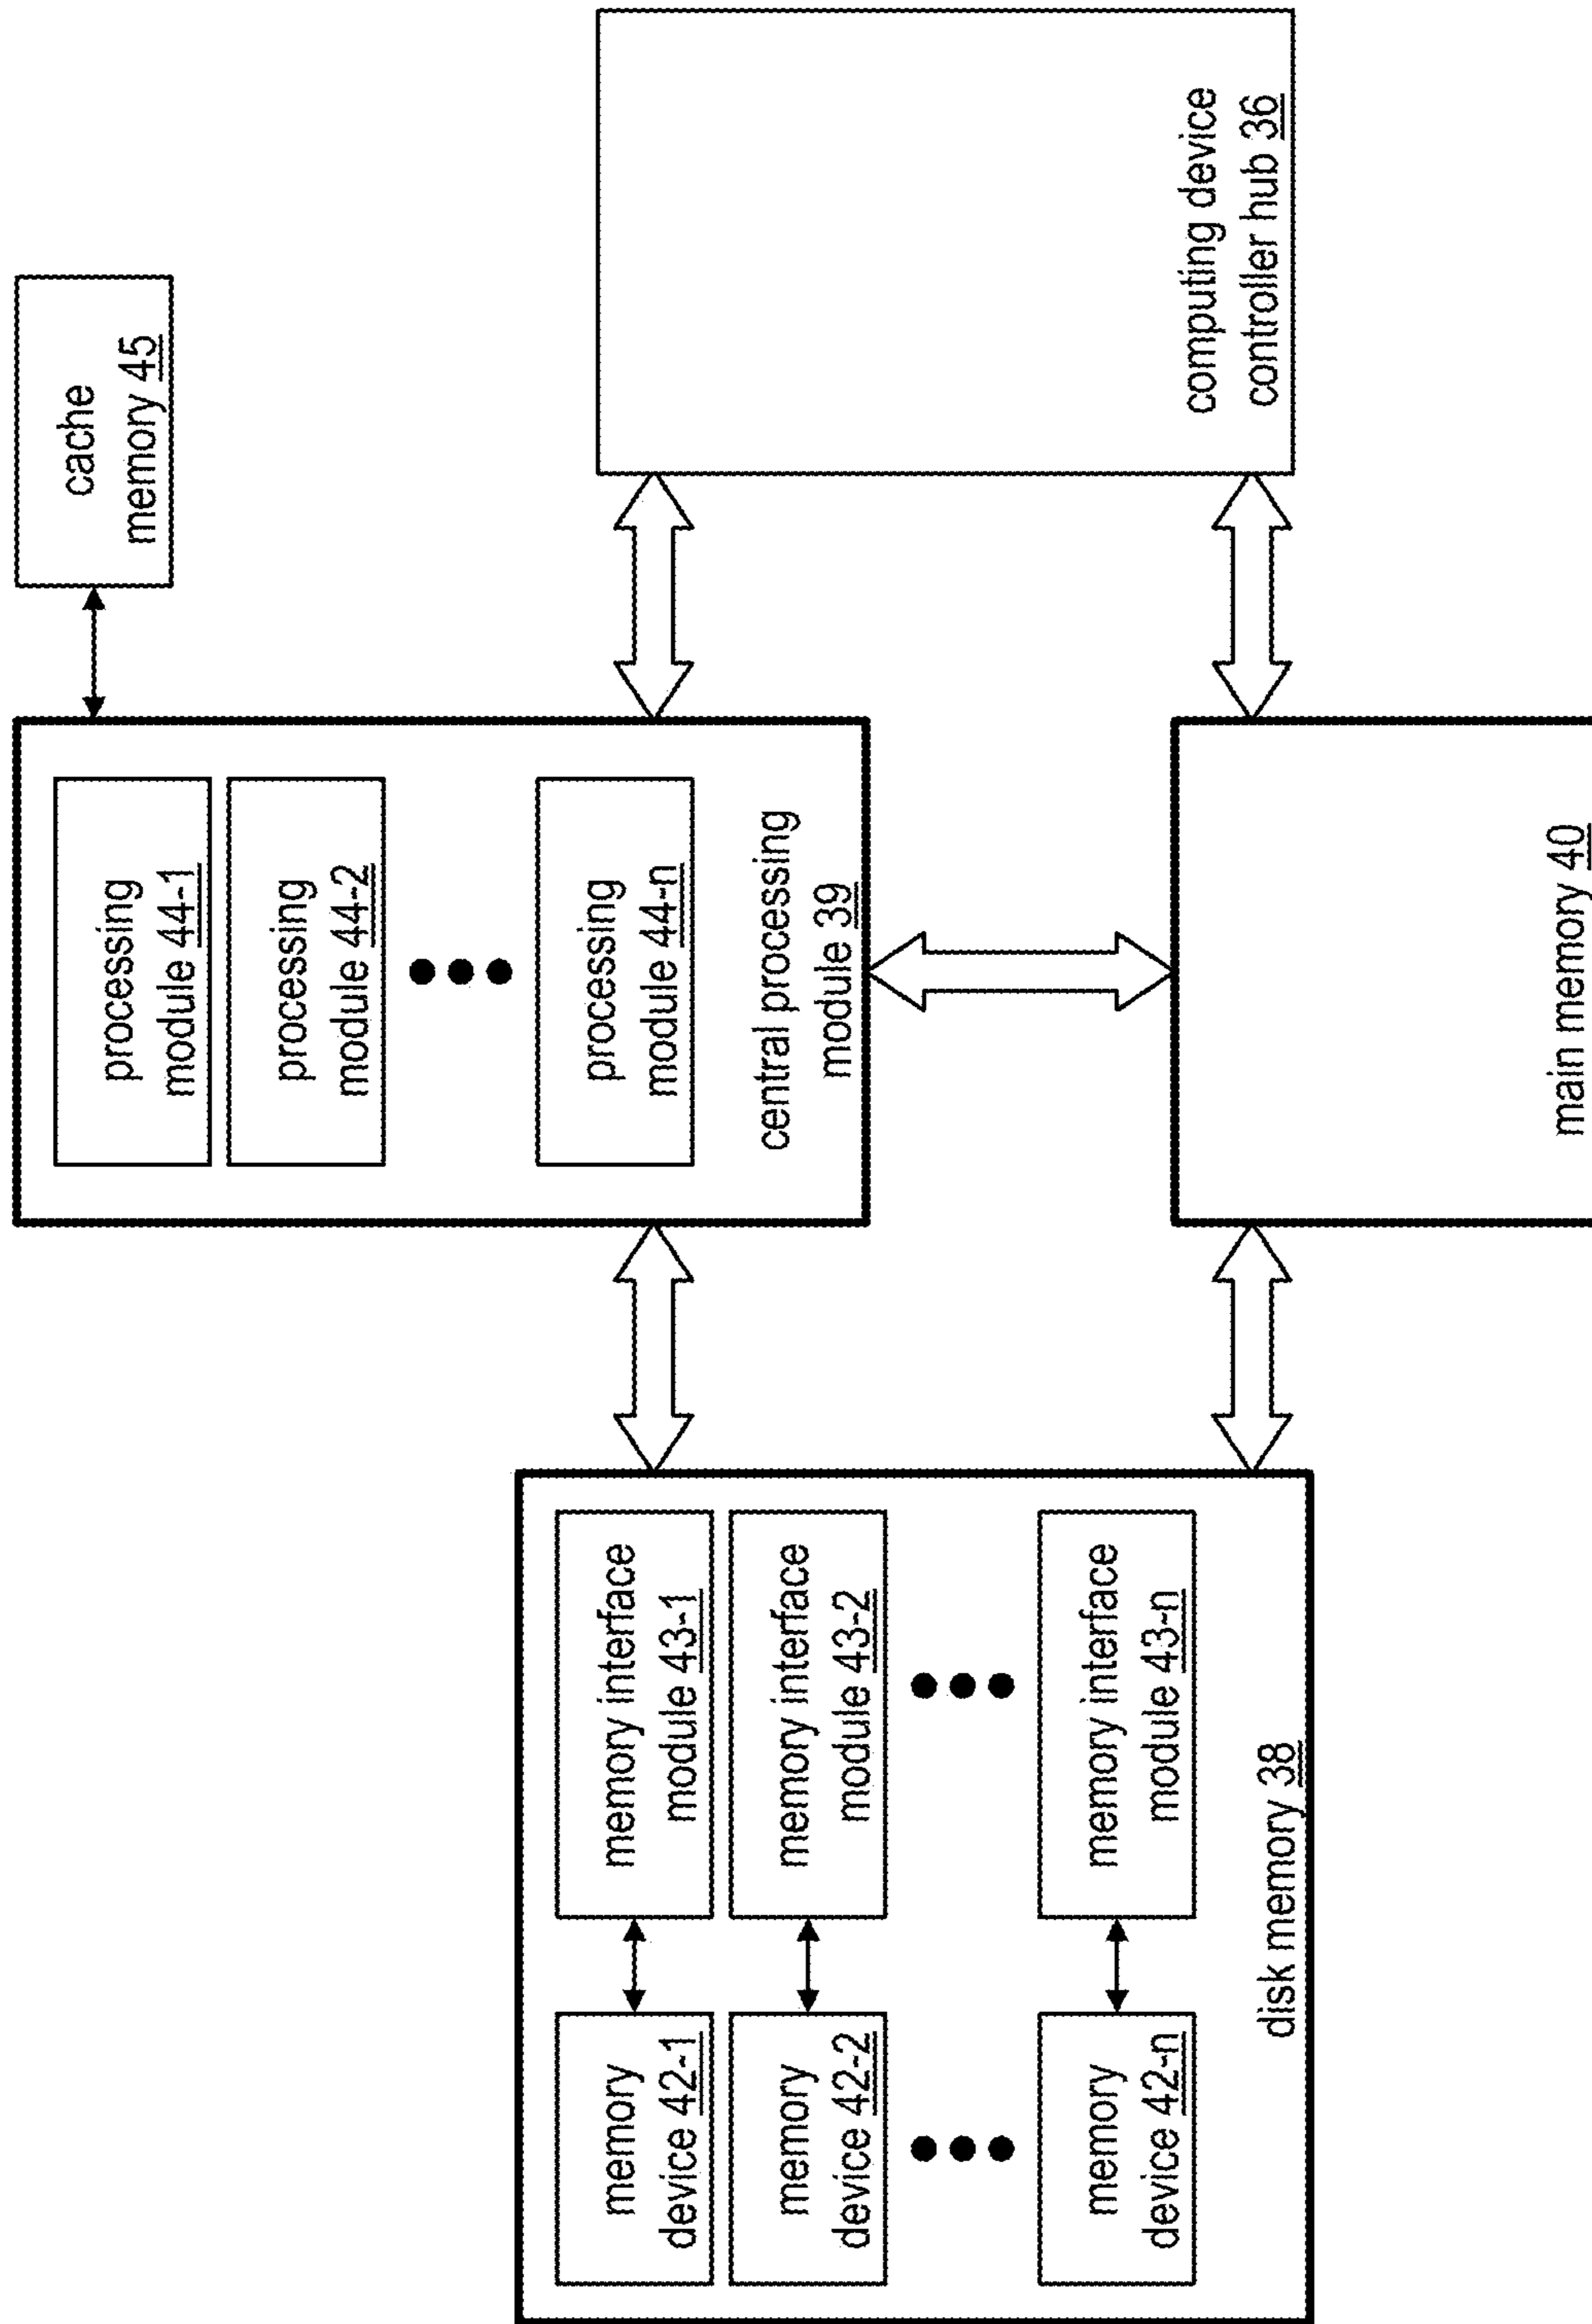 memory
device 42-1
memory interface
module 43-1
memory
device 42-2
memory interface
module 43-2
memory
device 42-n
memory interface
module 43-n
disk memory 38
processing
module 44-1
processing
module 44-2
processing
module 44-n
central processing
module 39
cache
memory 45
computing device
controller hub 36
main memory 40